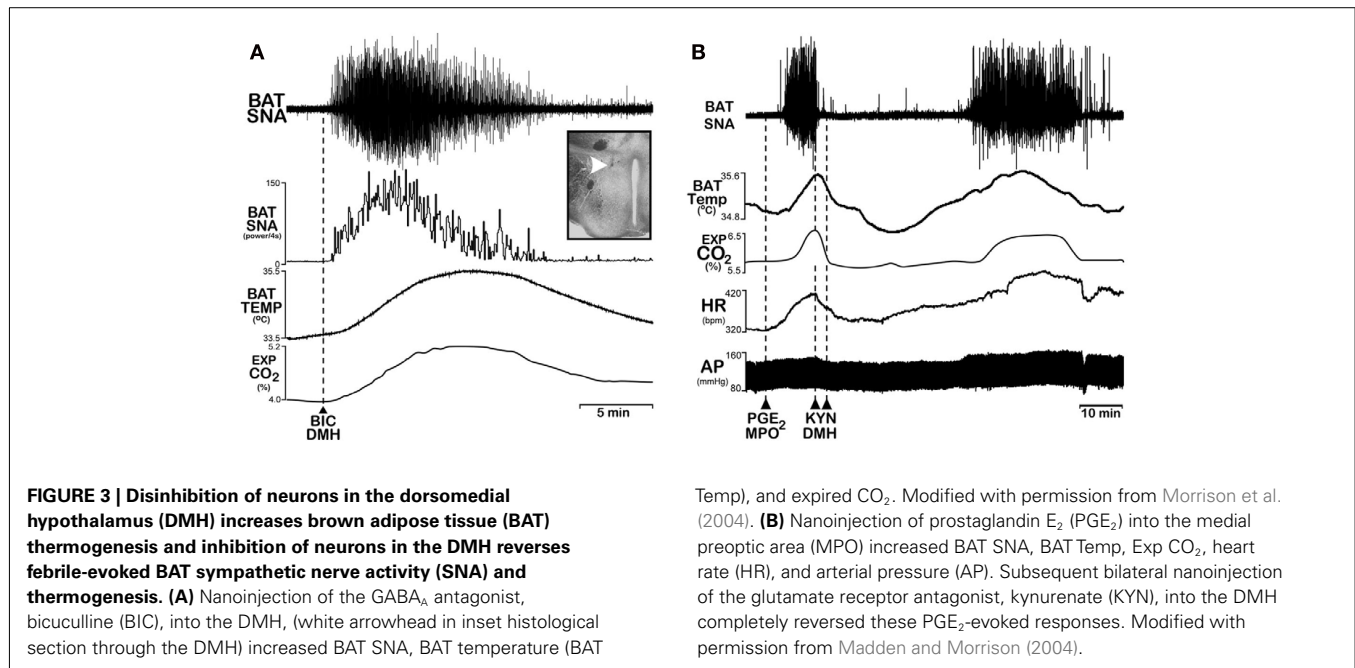 A
BAT
SNA
150
BAT
SNA
(power/4s)
0
35.5
BAT
TEMP
(°C)
33.5
5.2
EXP
CO2
(%)
4.0
BIC
DMH
5 min
B
BAT
SNA
35.6
BAT
Temp
(°C)
34.8
EXP
6.5
CO2
(%)
5.5
420
HR
(bpm)
320
160
AP
(mmHg)
80
PGE2
MPO
KYN
DMH
10 min
FIGURE 3 | Disinhibition of neurons in the dorsomedial
hypothalamus (DMH) increases brown adipose tissue (BAT)
thermogenesis and inhibition of neurons in the DMH reverses
febrile-evoked BAT sympathetic nerve activity (SNA) and
thermogenesis. (A) Nanoinjection of the GABAA antagonist,
bicuculline (BIC), into the DMH, (white arrowhead in inset histological
section through the DMH) increased BAT SNA, BAT temperature (BAT
Temp), and expired CO2. Modified with permission from Morrison et al.
(2004). (B) Nanoinjection of prostaglandin E2 (PGE2) into the medial
preoptic area (MPO) increased BAT SNA, BAT Temp, Exp CO2, heart
rate (HR), and arterial pressure (AP). Subsequent bilateral nanoinjection
of the glutamate receptor antagonist, kynurenate (KYN), into the DMH
completely reversed these PGE2-evoked responses. Modified with
permission from Madden and Morrison (2004).